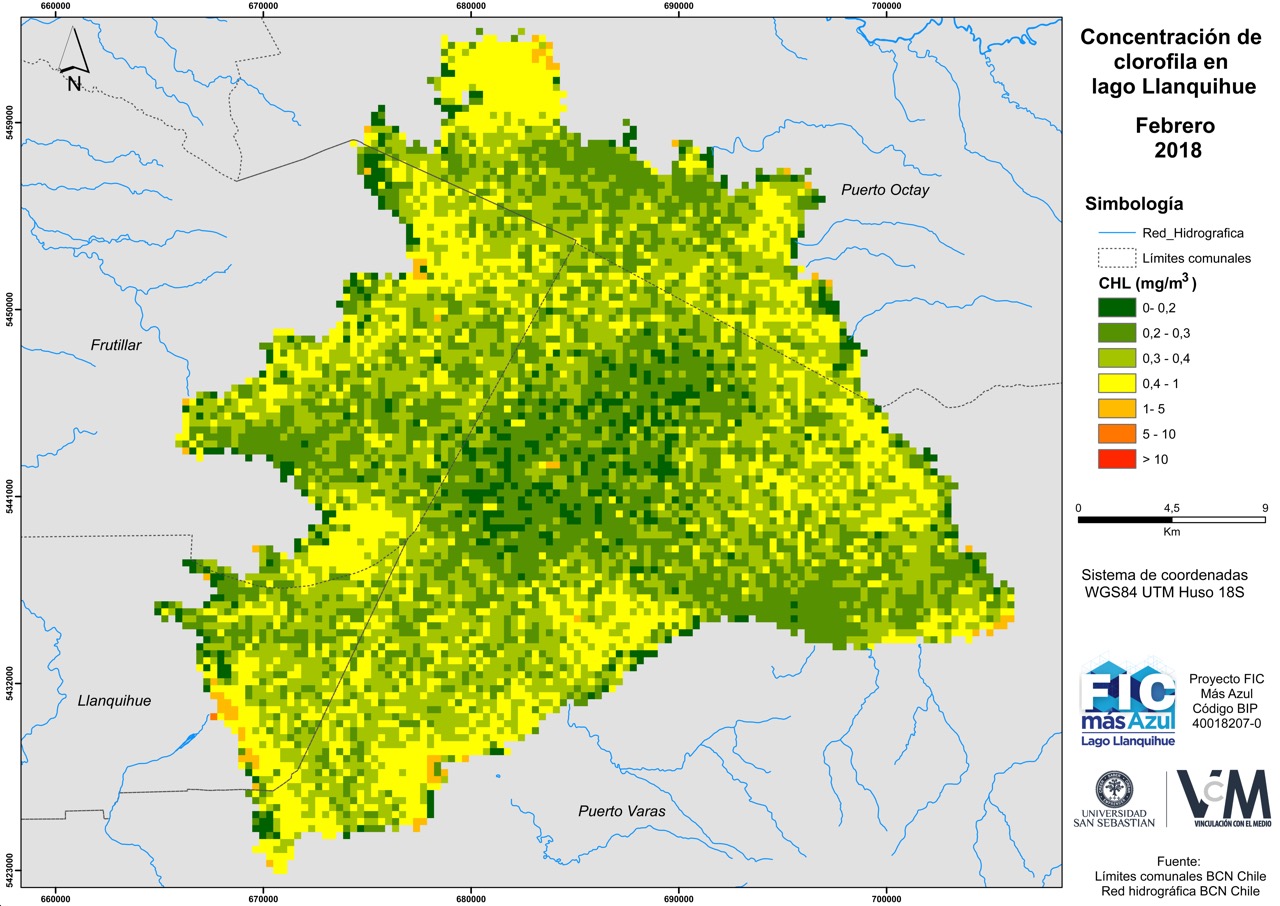 660000
670000
680000
690000
700000
Concentración de
clorofila en
lago Llanquihue
Febrero
2018
N
5459000
5450000
5441000
5432000
5423000
Puerto Octay
Frutillar
Llanquihue
Puerto Varas
Simbología
Red_Hidrografica
Límites comunales
CHL (mg/m3 )
0- 0,2
0,2 - 0,3
0,3 - 0,4
0,4 - 1
1- 5
5 - 10
> 10
0 4,5 9
Km
Sistema de coordenadas
WGS84 UTM Huso 18S
FIC
másAzul
Lago Llanquihue
Proyecto FIC
Más Azul
Código BIP
40018207-0
UNIVERSIDAD
SAN SEBASTIAN
VcM
VINCULACIÓN CON EL MEDIO
Fuente:
Límites comunales BCN Chile
Red hidrográfica BCN Chile
660000
670000
680000
690000
700000